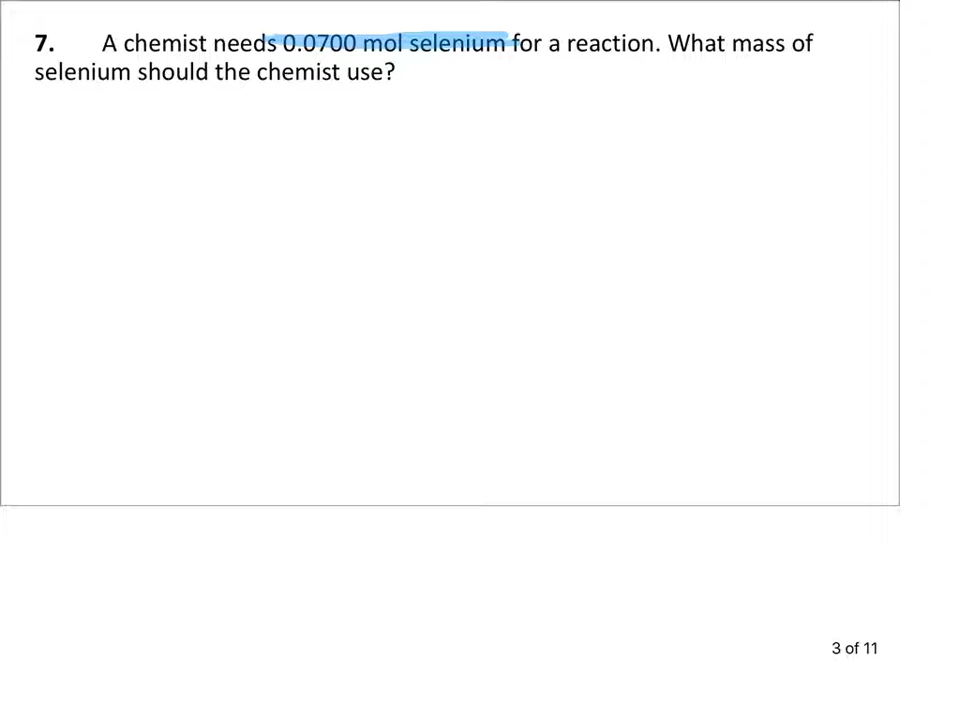 7. A chemist needs 0.0700 mol selenium for a reaction. What mass of
selenium should the chemist use?
3 of 11